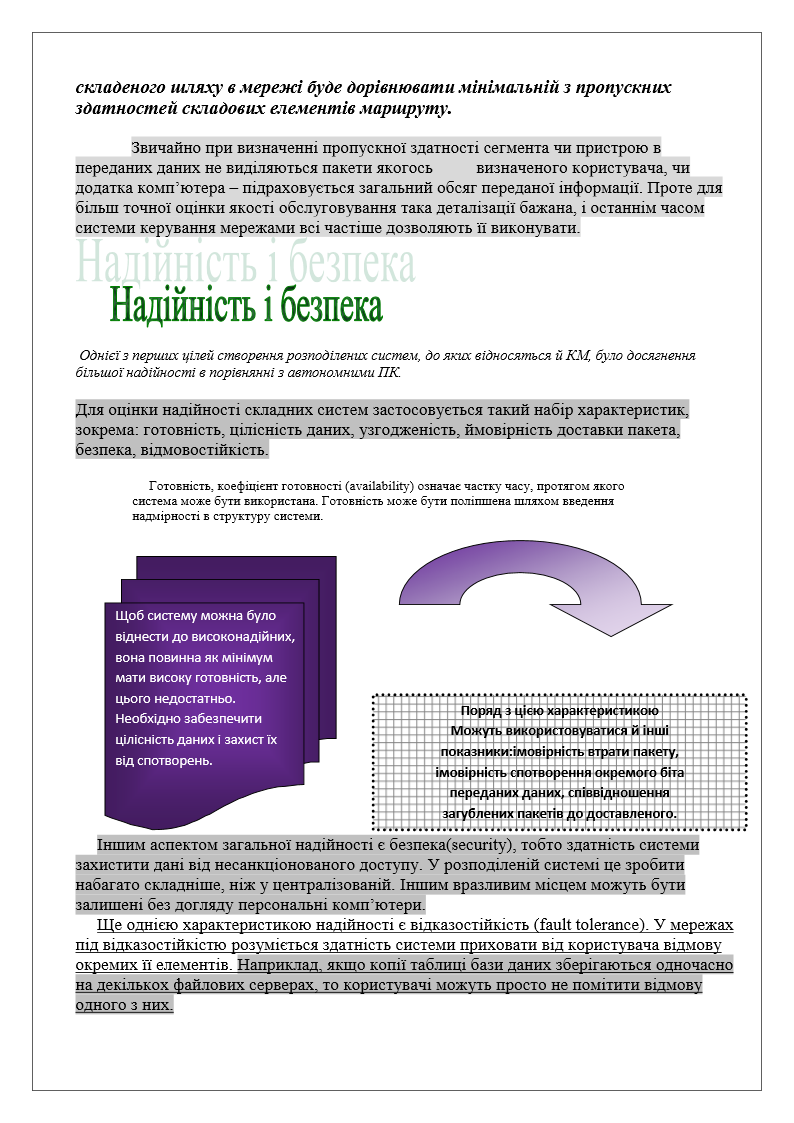 складеного шляху в мережі буде дорівнювати мінімальній з пропускних
здатностей складових елементів маршруту.
Звичайно при визначенні пропускної здатності сегмента чи пристрою в
переданих даних не виділяються пакети якогось визначеного користувача, чи
додатка комп’ютера – підраховується загальний обсяг переданої інформації. Проте для
більш точної оцінки якості обслуговування така деталізації бажана, і останнім часом
системи керування мережами всі частіше дозволяють її виконувати.
Надійність і безпека
Надійність і безпека
Однієї з перших цілей створення розподілених систем, до яких відносяться й КМ, було досягнення
більшої надійності в порівнянні з автономними ПК.
Для оцінки надійності складних систем застосовується такий набір характеристик,
зокрема: готовність, цілісність даних, узгодженість, ймовірність доставки пакета,
безпека, відмовостійкість.
Готовність, коефіцієнт готовності (availability) означає частку часу, протягом якого
система може бути використана. Готовність може бути поліпшена шляхом введення
надмірності в структуру системи.
Щоб систему можна було
віднести до високонадійних,
вона повинна як мінімум
мати високу готовність, але
цього недостатньо.
Необхідно забезпечити
цілісність даних і захист їх
від спотворень.
Поряд з цією характеристикою
Можуть використовуватися й інші
показники:імовірність втрати пакету,
імовірність спотворення окремого біта
переданих даних, співвідношення
загублених пакетів до доставленого.
Іншим аспектом загальної надійності є безпека(security), тобто здатність системи
захистити дані від несанкціонованого доступу. У розподіленій системі це зробити
набагато складніше, ніж у централізованій. Іншим вразливим місцем можуть бути
залишені без догляду персональні комп’ютери.
Ще однією характеристикою надійності є відказостійкість (fault tolerance). У мережах
під відказостійкістю розуміється здатність системи приховати від користувача відмову
окремих її елементів. Наприклад, якщо копії таблиці бази даних зберігаються одночасно
на декількох файлових серверах, то користувачі можуть просто не помітити відмову
одного з них.